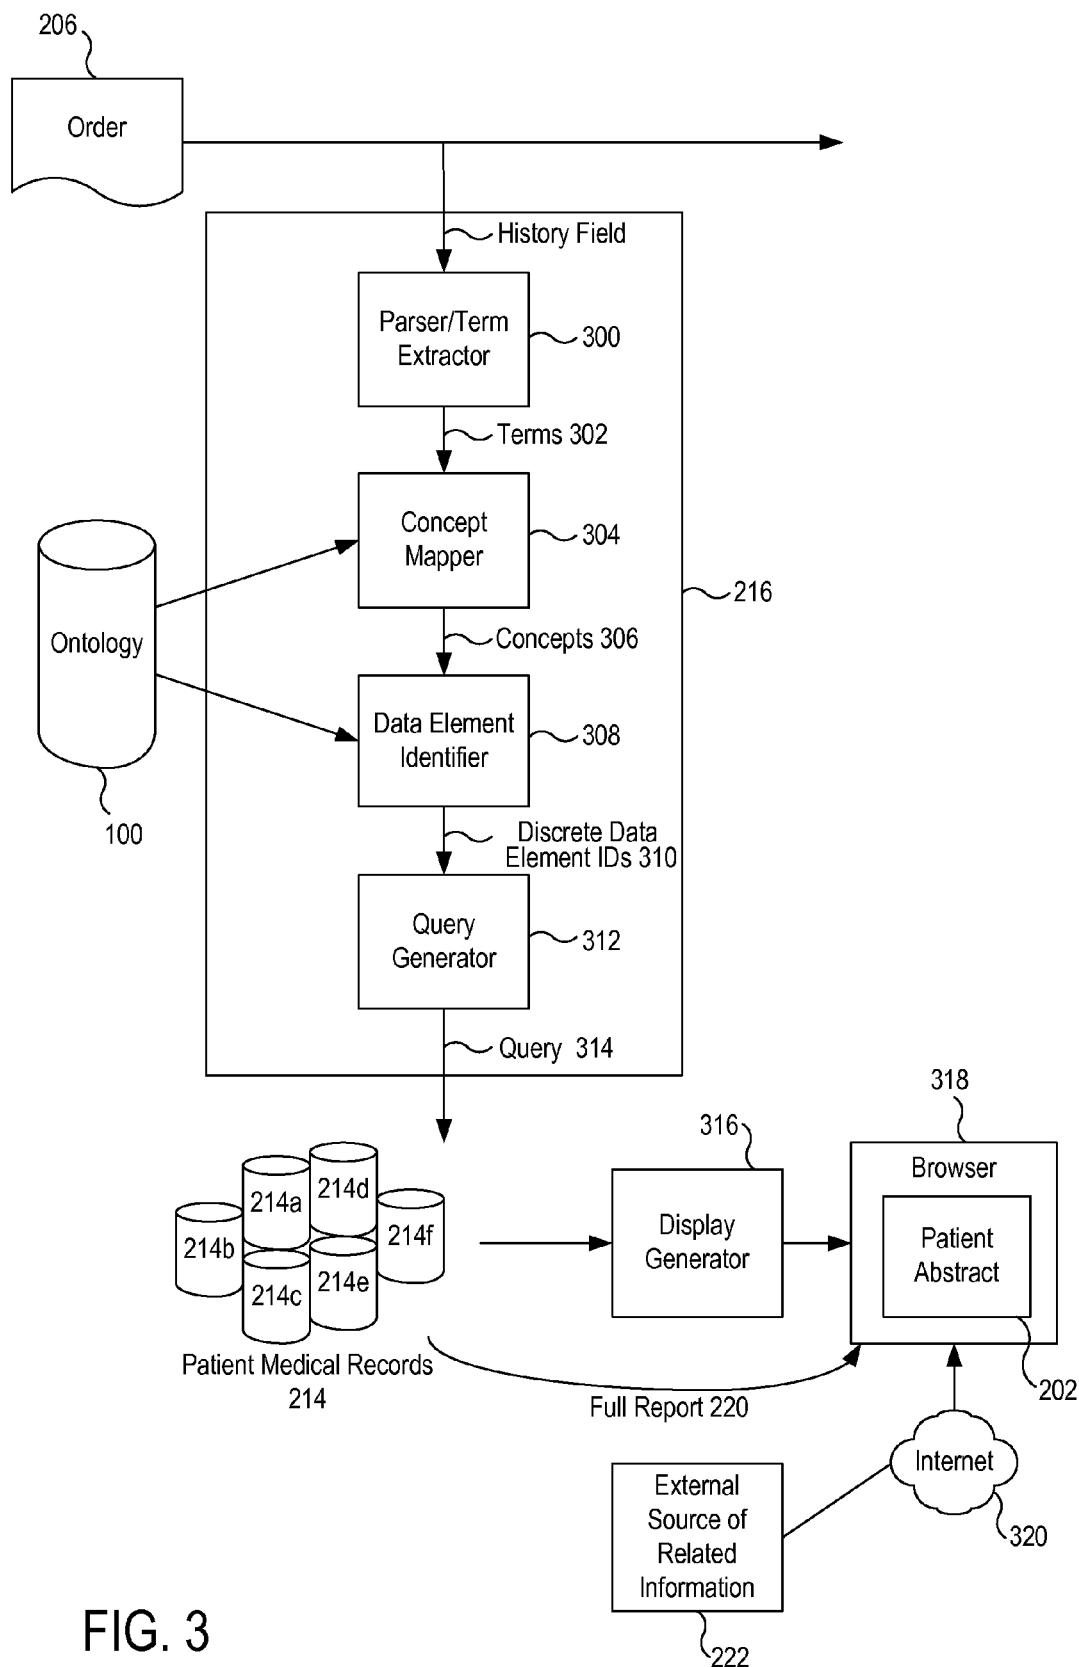 206
Order
History Field
Parser/Term
Extractor
300
Terms 302
Concept
Mapper
304
216
Ontology
Concepts 306
Data Element
Identifier
308
100
Discrete Data
Element IDs 310
Query
Generator
312
Query 314
318
316
Browser
214a
214d
214b
214f
214c
214e
Display
Generator
Patient
Abstract
Patient Medical Records
214
202
Full Report 220
Internet
External
Source of
Related
Information
320
222
FIG. 3